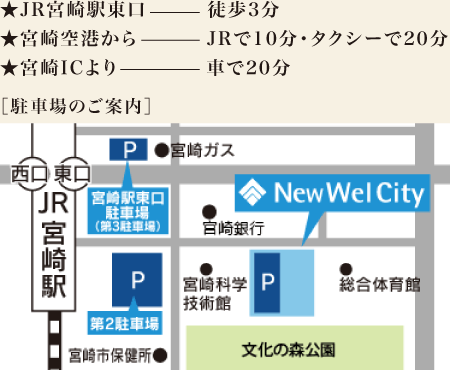 ★JR宮崎駅東口――― 徒歩3分
★宮崎空港から――― JRで10分・タクシーで20分
★宮崎ICより――――― 車で20分
[駐車場のご案内]
P
●宮崎ガス
西口
東口
NewWelCity
宮崎駅東口
駐車場
(第3駐車場)
JR宮崎駅
宮崎銀行
P
P
宮崎科学
技術館
総合体育館
第2駐車場
宮崎市保健所●
文化の森公園